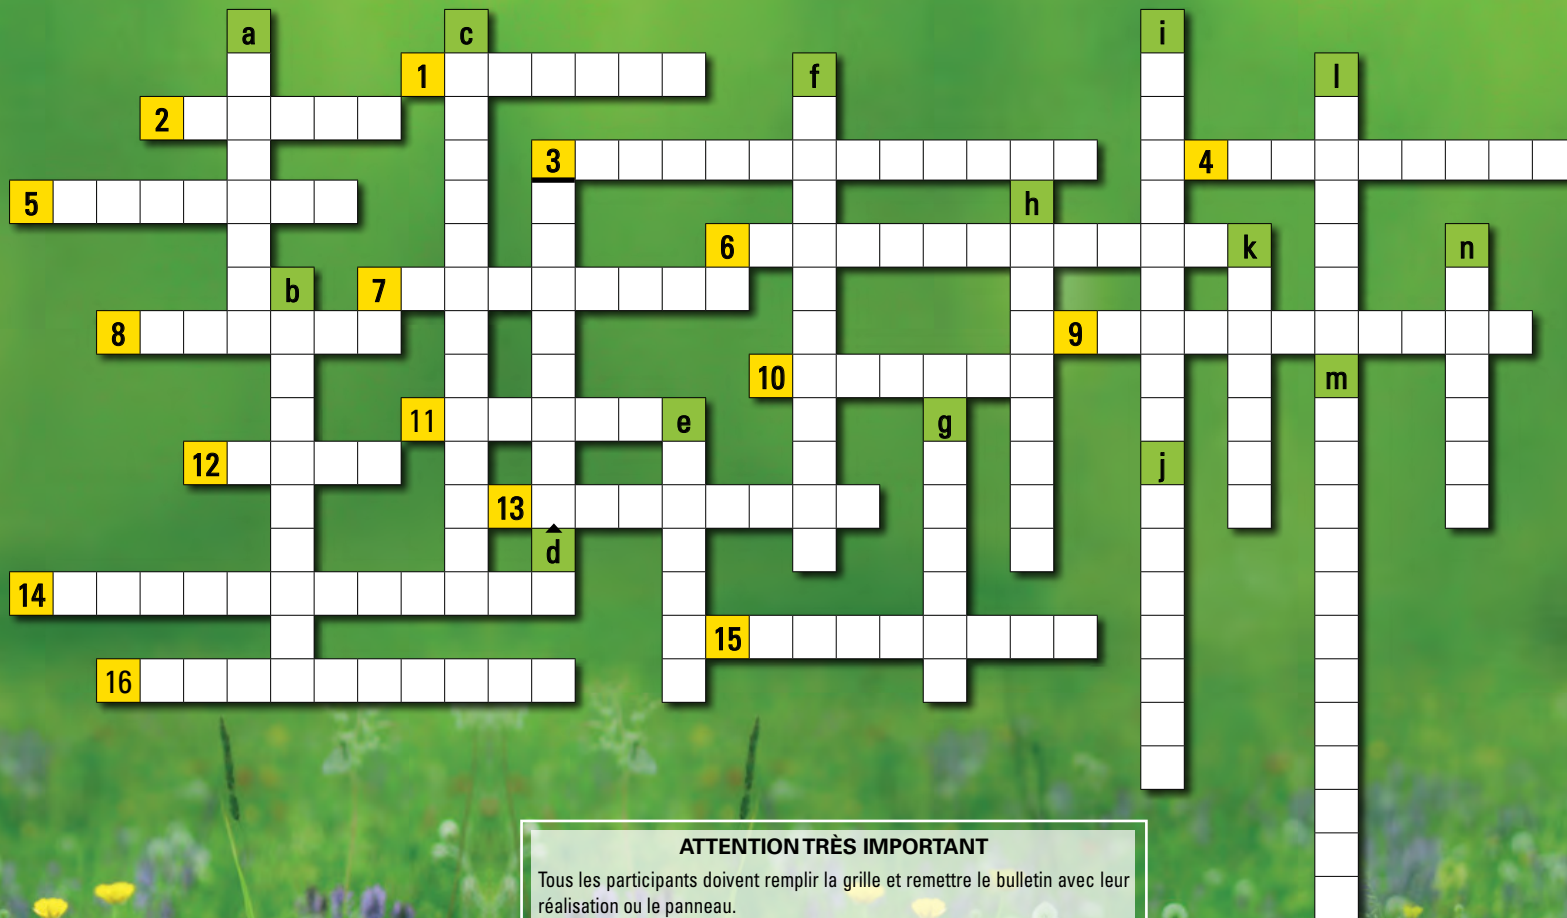 a c i
1 f l
2
3 4
5 h
6 k n
b 7
8 9
10 m
11 e g
12 j
13
d
14
15
16
ATTENTION TRÈS IMPORTANT
Tous les participants doivent remplir la grille et remettre le bulletin avec leur
réalisation ou le panneau.